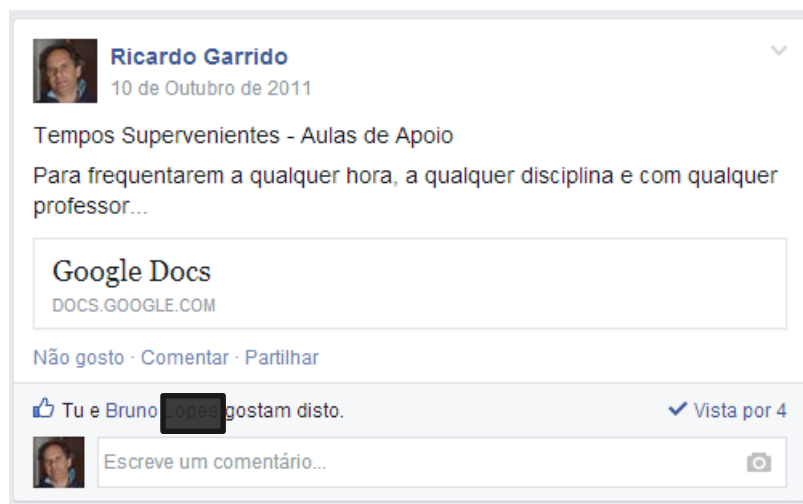 Ricardo Garrido
10 de Outubro de 2011
Tempos Supervenientes - Aulas de Apoio
Para frequentarem a qualquer hora, a qualquer disciplina e com qualquer
professor...
Google Docs
DOCS.GOOGLE.COM
Não gosto · Comentar · Partilhar
Tu e Bruno gostam disto.
Vista por 4
Escreve um comentário...